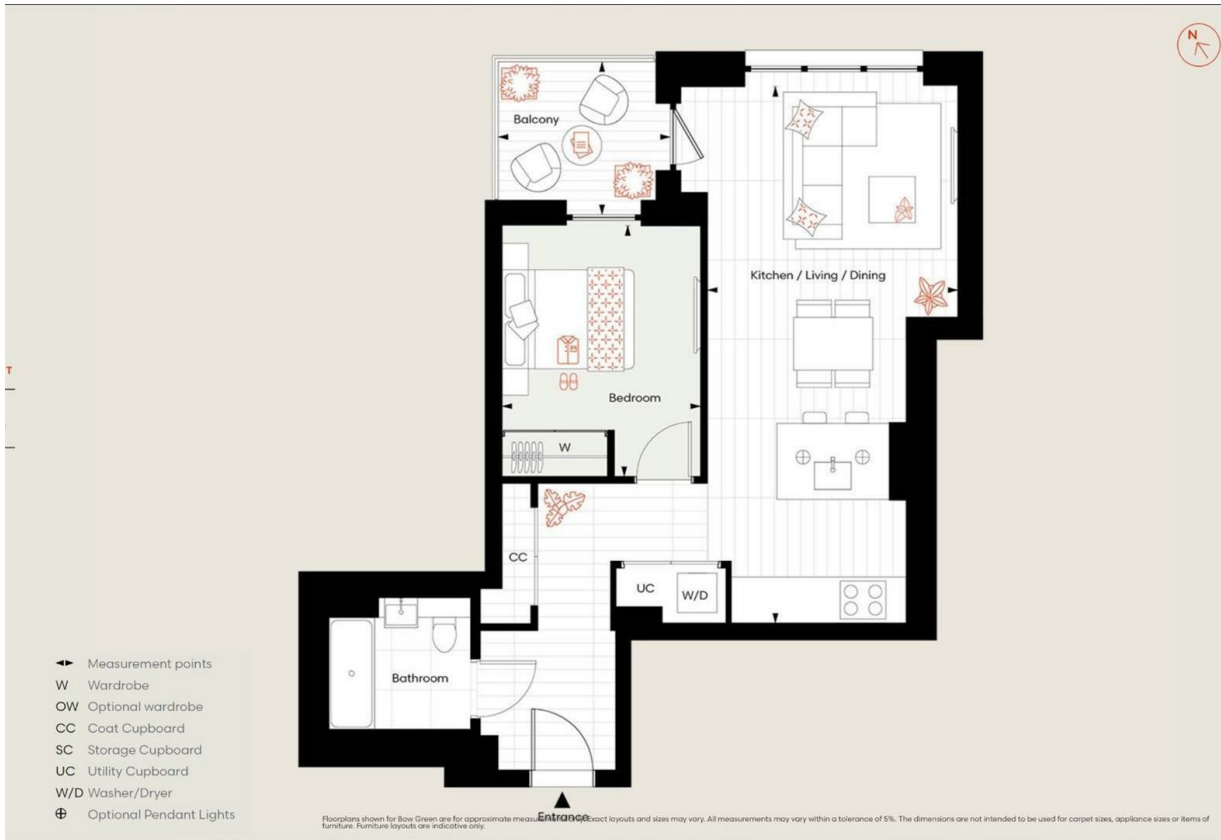 N
Balcony
Kitchen / Living / Dining
Bedroom
W
CC
UC
W/D
T
Bathroom
Measurement points
W Wardrobe
OW Optional wardrobe
CC Coat Cupboard
SC Storage Cupboard
UC Utility Cupboard
W/D Washer/Dryer
Optional Pendant Lights
Entrance
Floorplans shown for Bow Green are for approximate measurements only. Exact layouts and sizes may vary. All measurements may vary within a tolerance of 5%. The dimensions are not intended to be used for carpet sizes, appliance sizes or items of
furniture. Furniture layouts are indicative only.